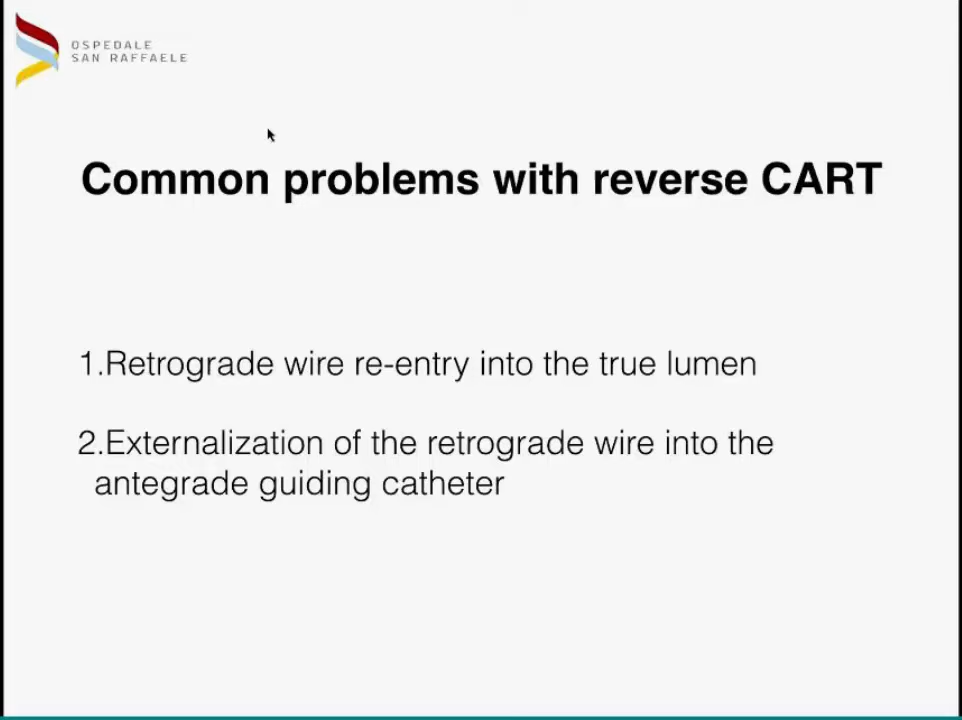 OSPEDALE
SAN RAFFAELE
Common problems with reverse CART
1.Retrograde wire re-entry into the true lumen
2.Externalization of the retrograde wire into the
antegrade guiding catheter